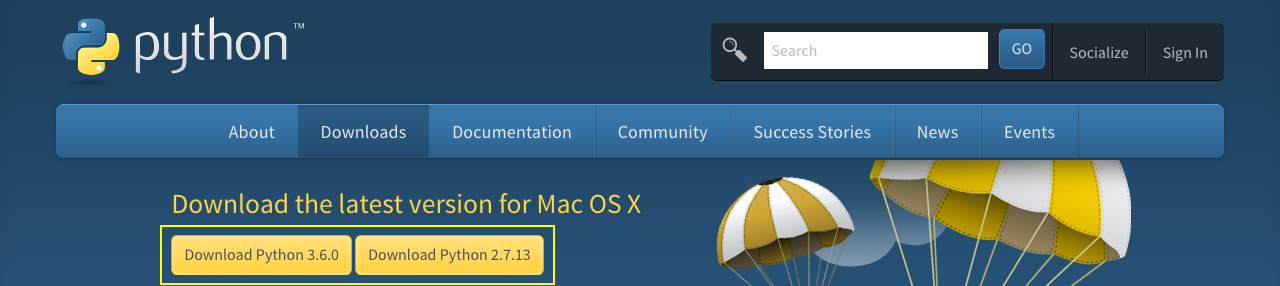 python™
Search
GO
Socialize
Sign In
About
Downloads
Documentation
Community
Success Stories
News
Events
Download the latest version for Mac OS X
Download Python 3.6.0
Download Python 2.7.13